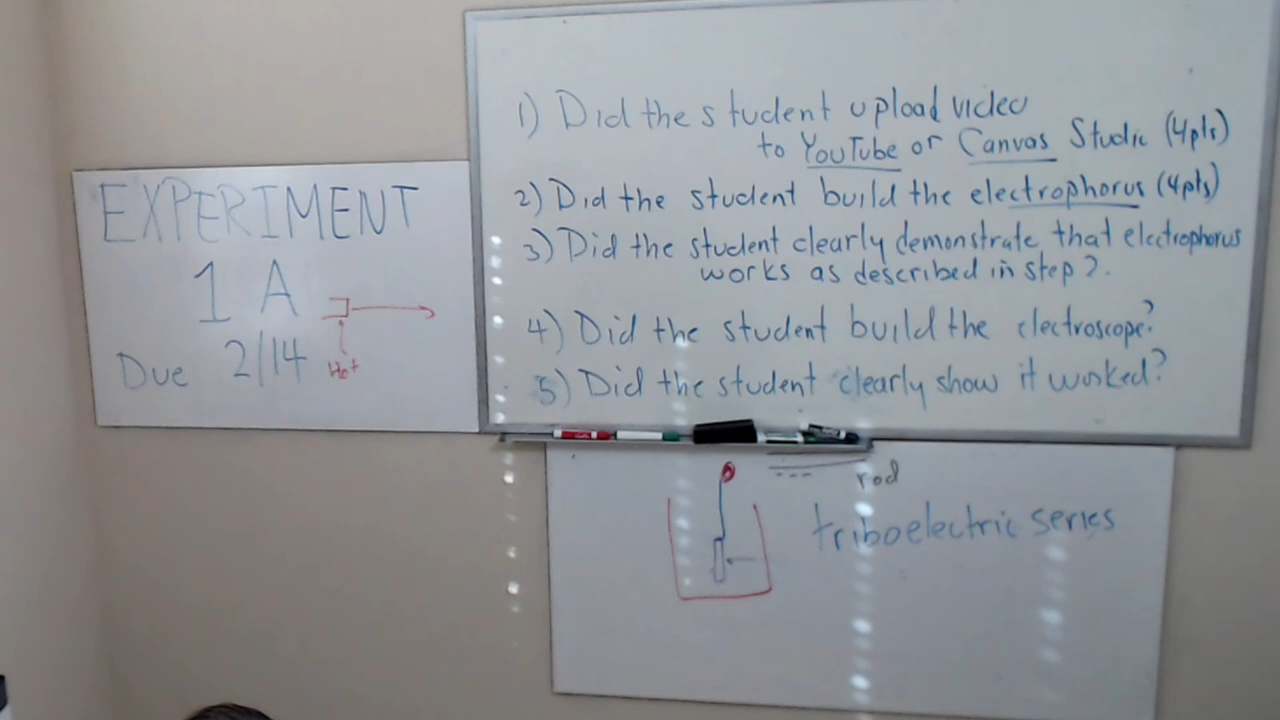 EXPERIMENT
1 A
Due 2/14
Hot
1) Did the student upload video
to YouTube or Canvas Studio (4pts)
2) Did the student build the electrophorus (4pts)
3) Did the student clearly demonstrate that electrophorus
works as described in step 2.
4) Did the student build the electroscope?
5) Did the student clearly show it worked?
rod
triboelectric series